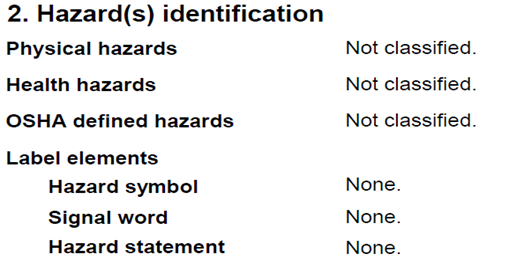 2. Hazard(s) identification
Physical hazards Not classified.
Health hazards Not classified.
OSHA defined hazards Not classified.
Label elements
Hazard symbol None.
Signal word None.
Hazard statement None.